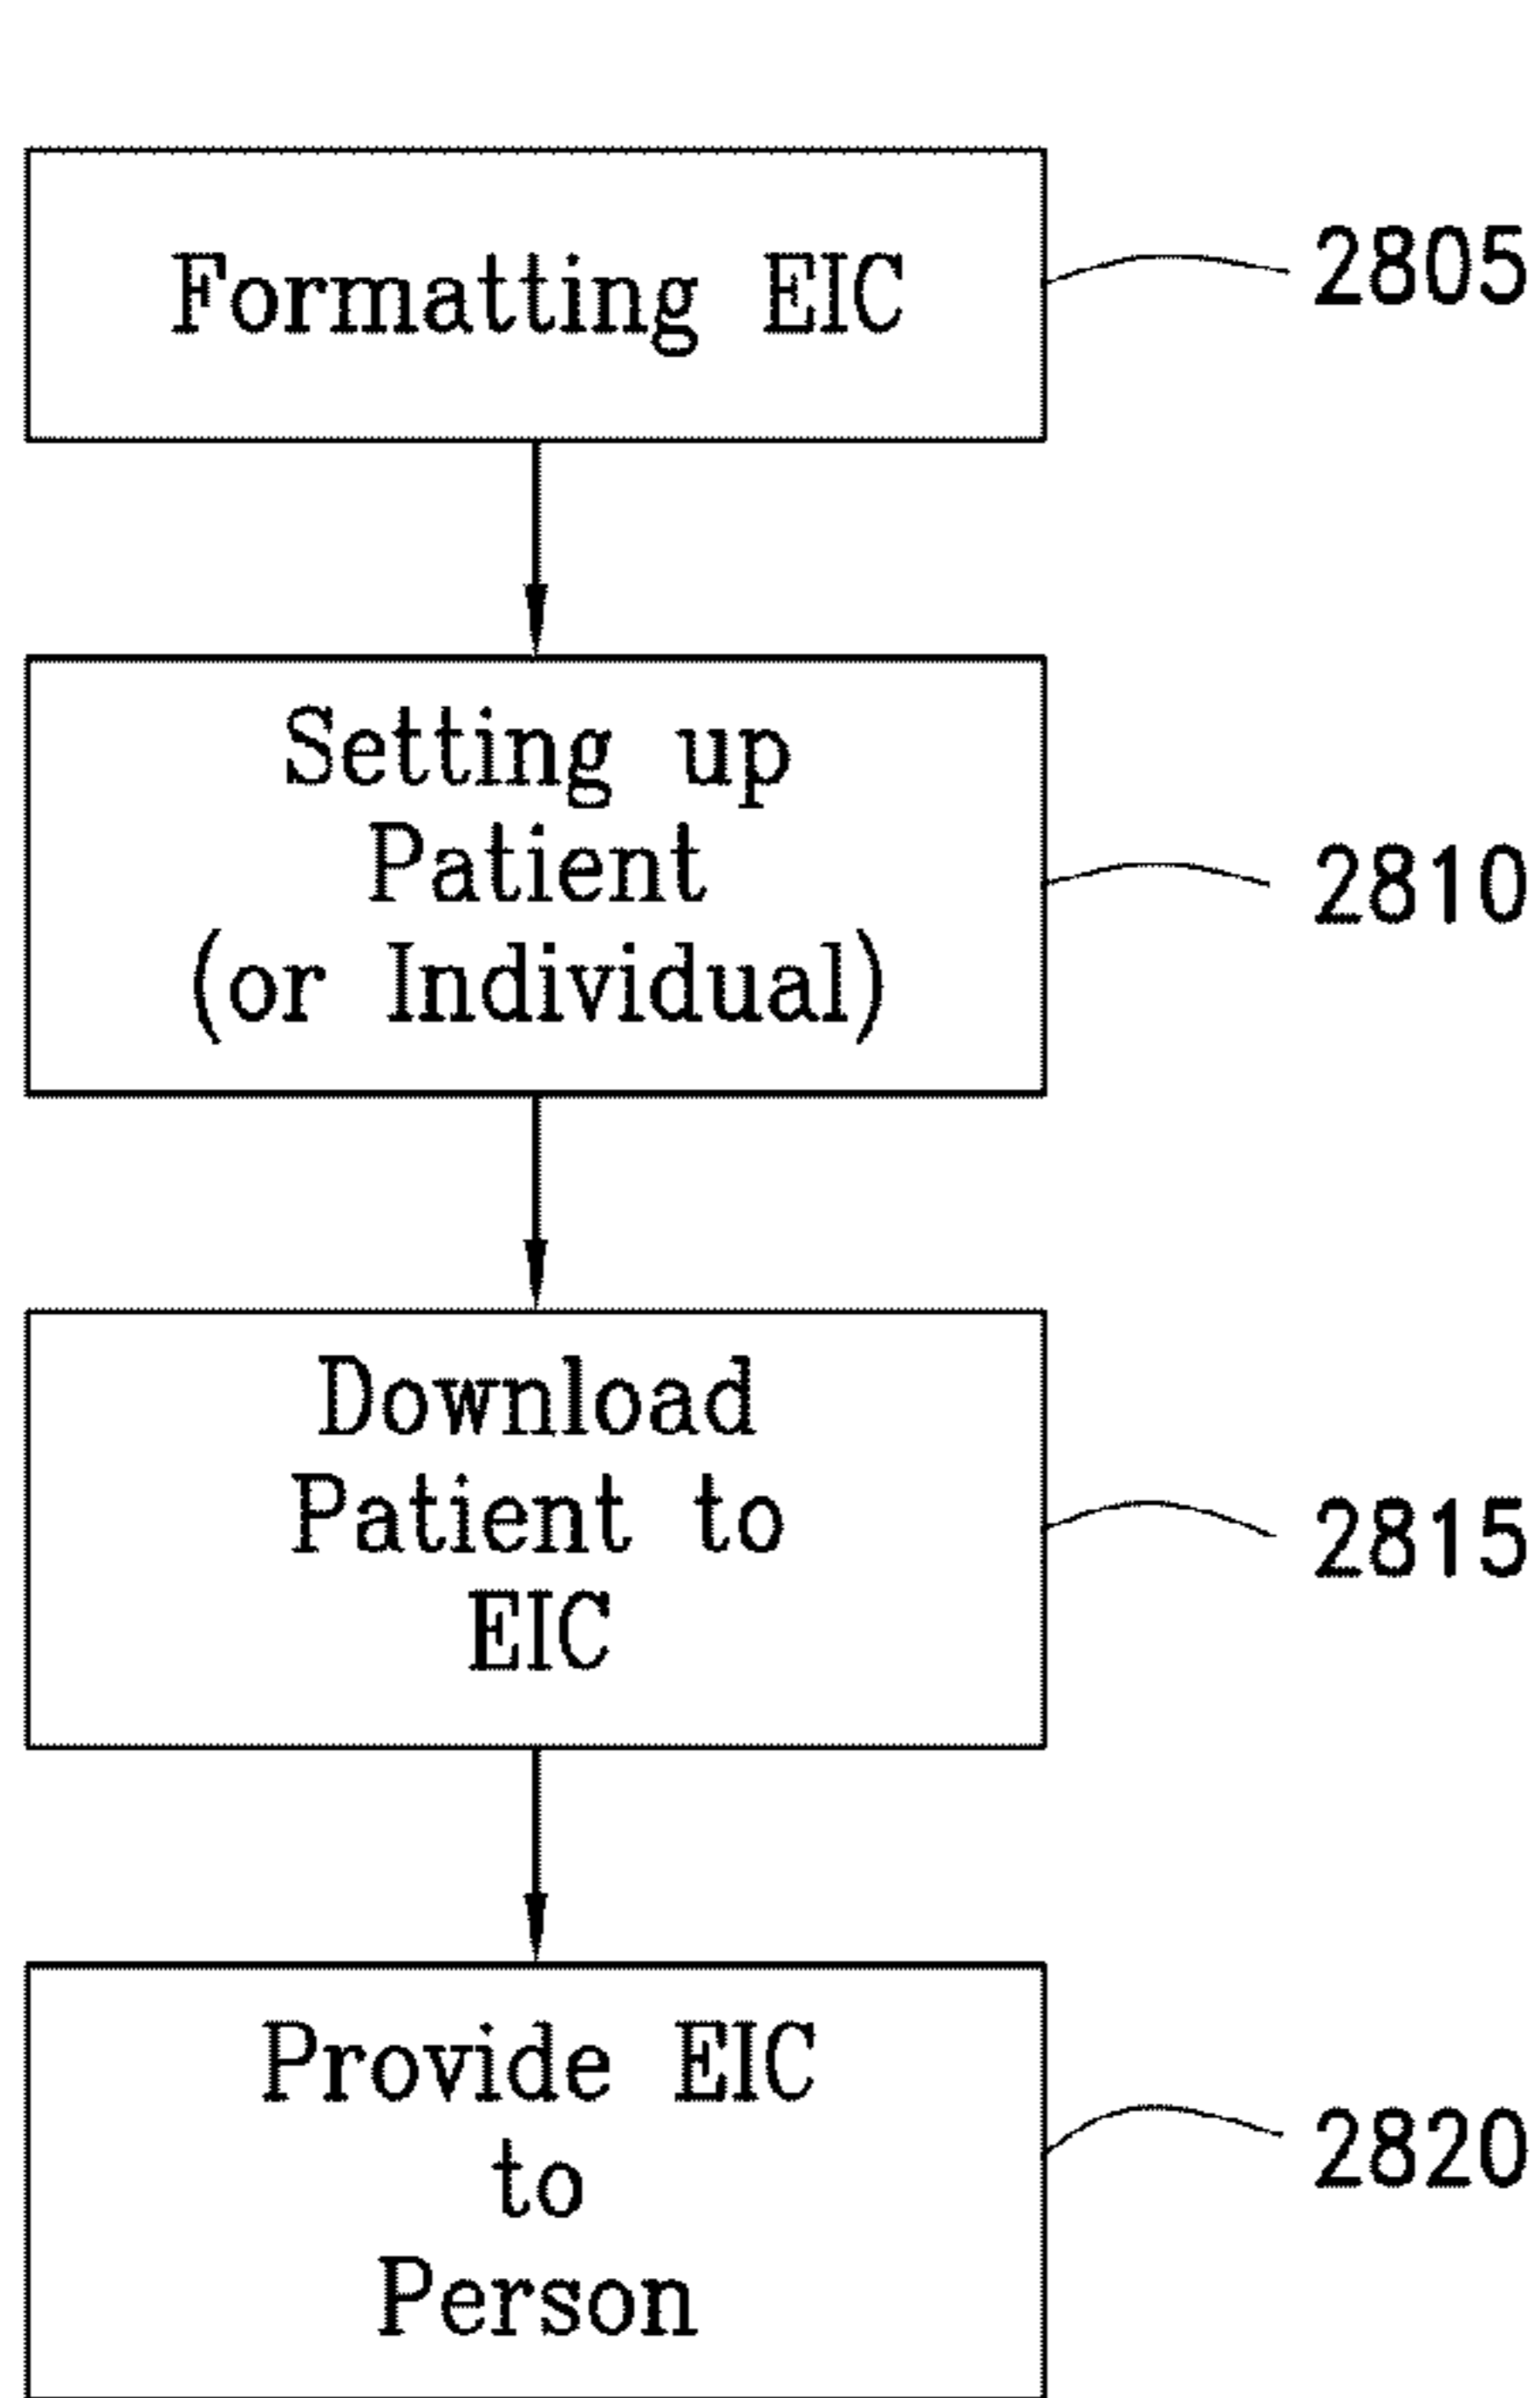 Formatting EIC
2805
Setting up
Patient
(or Individual)
2810
Download
Patient to
EIC
2815
Provide EIC
to
Person
2820